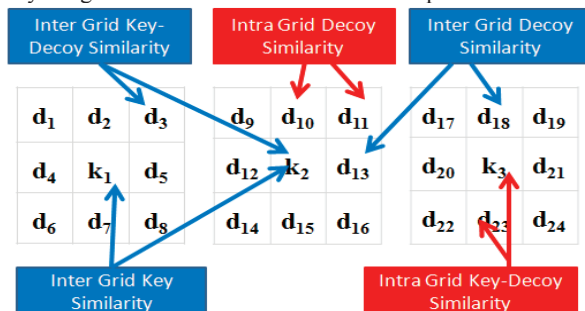 Inter Grid Key- Intra Grid Decoy Inter Grid Decoy
Decoy Similarity Similarity Similarity
d1 d2 d3 d9 d10 d11 d17 d18 d19
d4 k1 d5 d12 k2 d13 d20 k3 d21
d6 d7 d8 d14 d15 d16 d22 d23 d24
Inter Grid Key Intra Grid Key-Decoy
Similarity Similarity